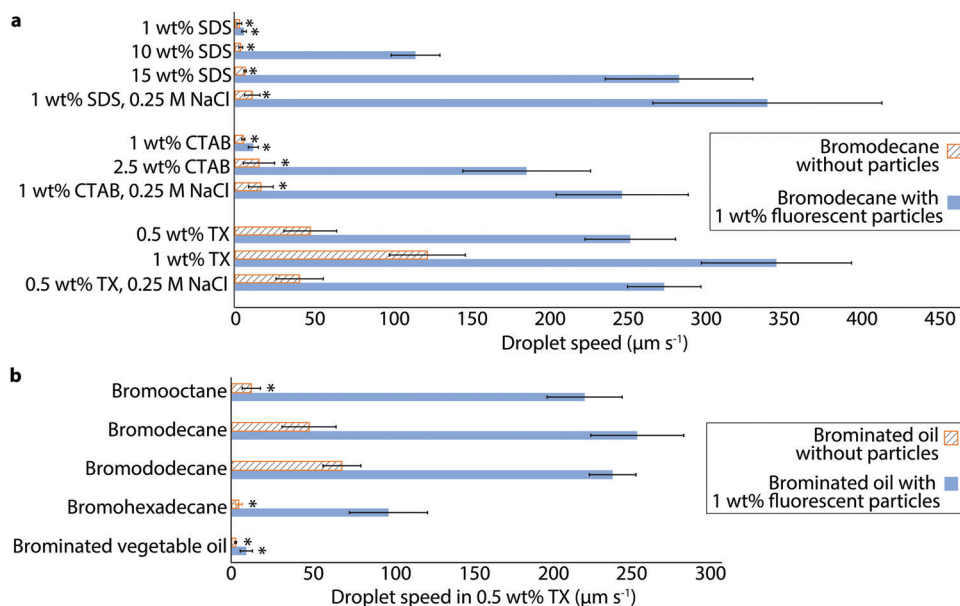 a
1 wt% SDS
*
*
10 wt% SDS
*
15 wt% SDS
*
1 wt% SDS, 0.25 M NaCl
*
1 wt% CTAB
*
*
2.5 wt% CTAB
*
1 wt% CTAB, 0.25 M NaCl
*
0.5 wt% TX
1 wt% TX
0.5 wt% TX, 0.25 M NaCl
Bromodecane
without particles
Bromodecane with
1 wt% fluorescent particles
0 50 100 150 200 250 300 350 400 450
Droplet speed (µm s⁻¹)
b
Bromooctane
*
Bromodecane
Bromododecane
Bromohexadecane
*
Brominated vegetable oil
*
*
Brominated oil
without particles
Brominated oil with
1 wt% fluorescent particles
0 50 100 150 200 250 300
Droplet speed in 0.5 wt% TX (µm s⁻¹)